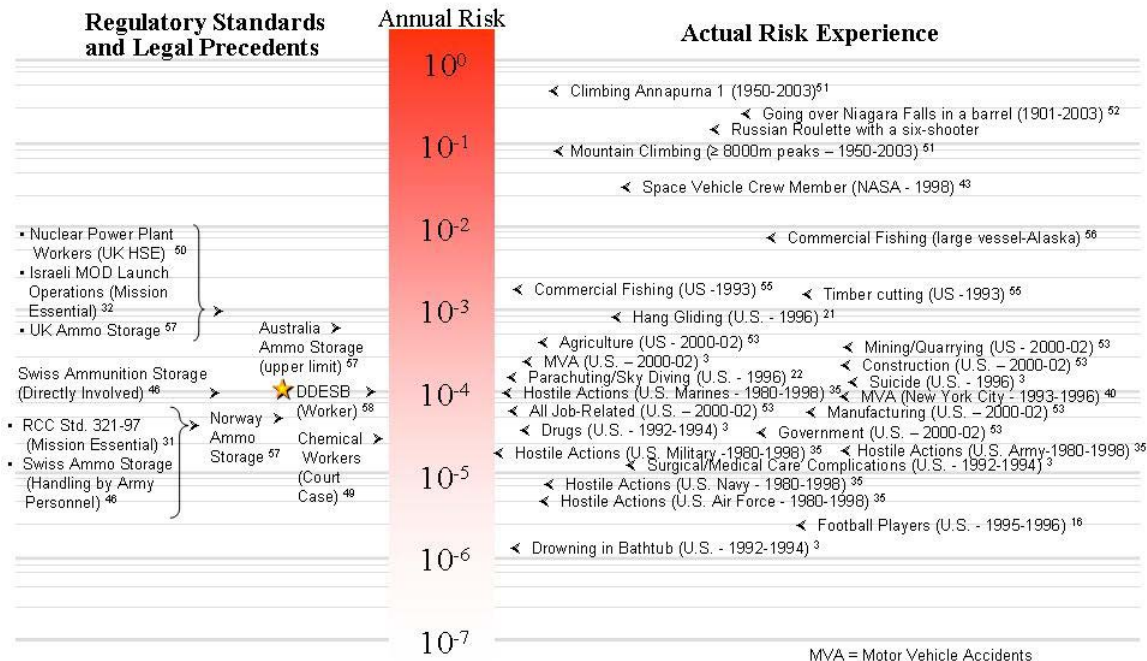 Regulatory Standards
and Legal Precedents
Annual Risk
Actual Risk Experience
10⁰
10⁻¹
10⁻²
10⁻³
10⁻⁴
10⁻⁵
10⁻⁶
10⁻⁷
▪ Nuclear Power Plant
Workers (UK HSE) ⁵⁰
▪ Israeli MOD Launch
Operations (Mission
Essential) ³²
▪ UK Ammo Storage ⁵⁷
Australia
Ammo Storage
(upper limit) ⁵⁷
Swiss Ammunition Storage
(Directly Involved) ⁴⁶
DDESB
(Worker) ⁵⁸
▪ RCC Std. 321-97
(Mission Essential) ³¹
▪ Swiss Ammo Storage
(Handling by Army
Personnel) ⁴⁶
Norway
Ammo
Storage ⁵⁷
Chemical
Workers
(Court
Case) ⁴⁹
Climbing Annapurna 1 (1950-2003)⁵¹
Going over Niagara Falls in a barrel (1901-2003) ⁵²
Russian Roulette with a six-shooter
Mountain Climbing (≥ 8000m peaks – 1950-2003) ⁵¹
Space Vehicle Crew Member (NASA - 1998) ⁴³
Commercial Fishing (large vessel-Alaska) ⁵⁶
Commercial Fishing (US -1993) ⁵⁵
Timber cutting (US -1993) ⁵⁵
Hang Gliding (U.S. - 1996) ²¹
Agriculture (US - 2000-02) ⁵³
Mining/Quarrying (US - 2000-02) ⁵³
MVA (U.S. – 2000-02) ³
Construction (U.S. – 2000-02) ⁵³
Parachuting/Sky Diving (U.S. - 1996) ²²
Suicide (U.S. - 1996) ³
Hostile Actions (U.S. Marines - 1980-1998) ³⁵
MVA (New York City - 1993-1996) ⁴⁰
All Job-Related (U.S. – 2000-02) ⁵³
Manufacturing (U.S. – 2000-02) ⁵³
Drugs (U.S. - 1992-1994) ³
Government (U.S. – 2000-02) ⁵³
Hostile Actions (U.S. Military -1980-1998) ³⁵
Hostile Actions (U.S. Army-1980-1998) ³⁵
Surgical/Medical Care Complications (U.S. - 1992-1994) ³
Hostile Actions (U.S. Navy - 1980-1998) ³⁵
Hostile Actions (U.S. Air Force - 1980-1998) ³⁵
Football Players (U.S. - 1995-1996) ¹⁶
Drowning in Bathtub (U.S. - 1992-1994) ³
MVA = Motor Vehicle Accidents